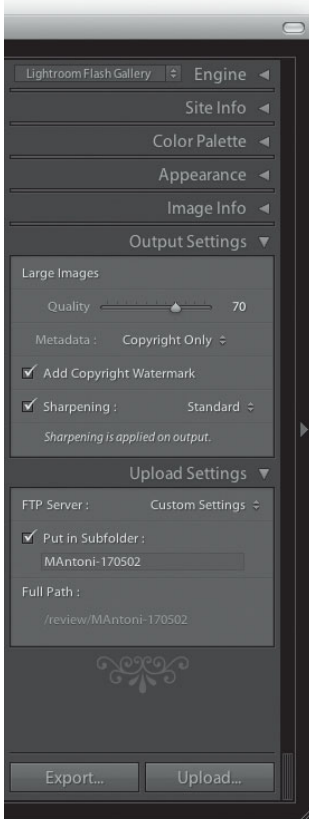 Lightroom Flash Gallery Engine
Site Info
Color Palette
Appearance
Image Info
Output Settings
Large Images
Quality 70
Metadata : Copyright Only
Add Copyright Watermark
Sharpening : Standard
Sharpening is applied on output.
Upload Settings
FTP Server : Custom Settings
Put in Subfolder :
MAntoni-170502
Full Path :
/review/MAntoni-170502
Export... Upload...